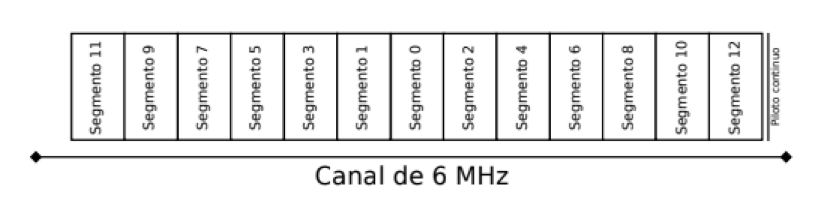 Segmento 11
Segmento 9
Segmento 7
Segmento 5
Segmento 3
Segmento 1
Segmento 0
Segmento 2
Segmento 4
Segmento 6
Segmento 8
Segmento 10
Segmento 12
Piloto continuo
Canal de 6 MHz